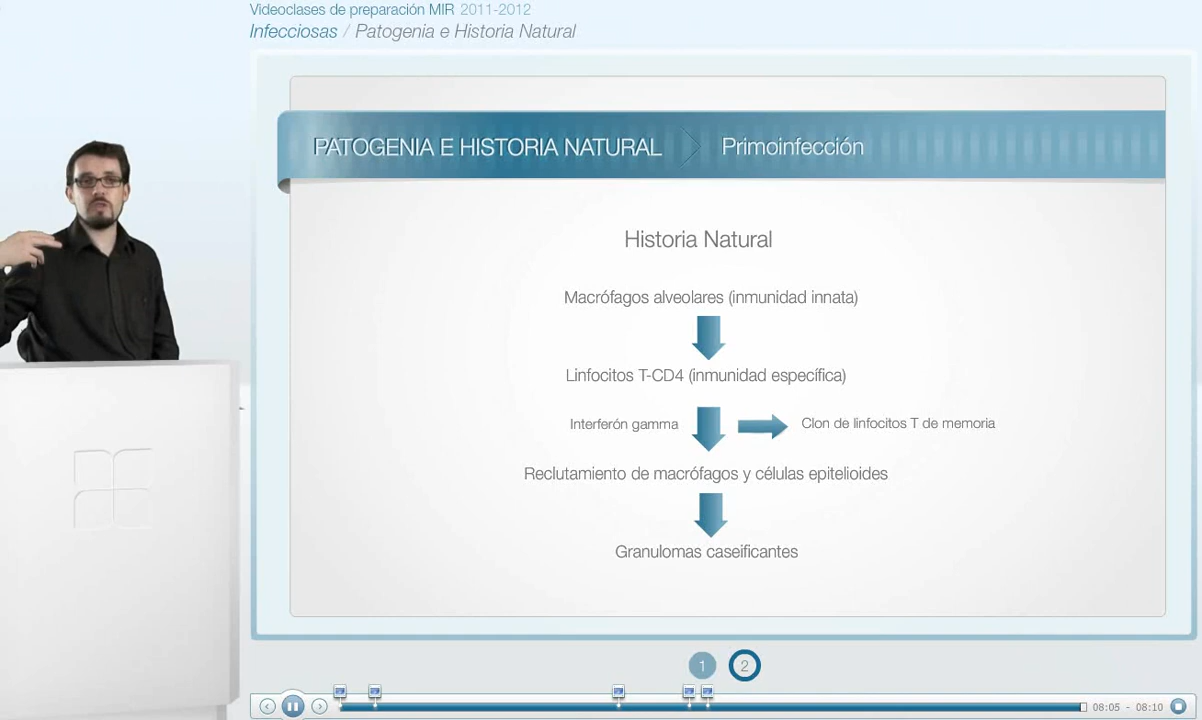 Videoclases de preparación MIR 2011-2012
Infecciosas / Patogenia e Historia Natural
PATOGENIA E HISTORIA NATURAL Primoinfección
Historia Natural
Macrófagos alveolares (inmunidad innata)
Linfocitos T-CD4 (inmunidad específica)
Interferón gamma Clon de linfocitos T de memoria
Reclutamiento de macrófagos y células epitelioides
Granulomas caseificantes
1 2
08:05 - 08:10